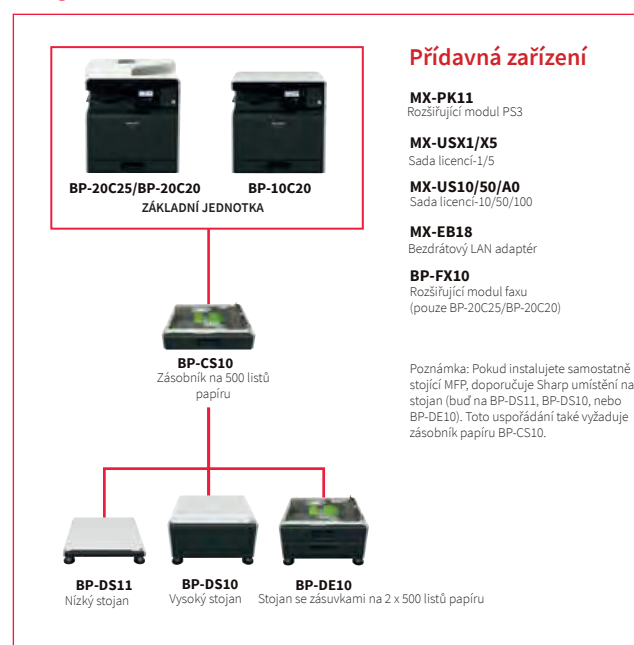 BP-20C25/BP-20C20
BP-10C20
ZÁKLADNÍ JEDNOTKA
BP-CS10
Zásobník na 500 listů
papíru
BP-DS11
Nízký stojan
BP-DS10
Vysoký stojan
BP-DE10
Stojan se zásuvkami na 2 x 500 listů papíru
Přídavná zařízení
MX-PK11
Rozšiřující modul PS3
MX-USX1/X5
Sada licencí-1/5
MX-US10/50/A0
Sada licencí-10/50/100
MX-EB18
Bezdrátový LAN adaptér
BP-FX10
Rozšiřující modul faxu
(pouze BP-20C25/BP-20C20)
Poznámka: Pokud instalujete samostatně
stojící MFP, doporučuje Sharp umístění na
stojan (buď na BP-DS11, BP-DS10, nebo
BP-DE10). Toto uspořádání také vyžaduje
zásobník papíru BP-CS10.